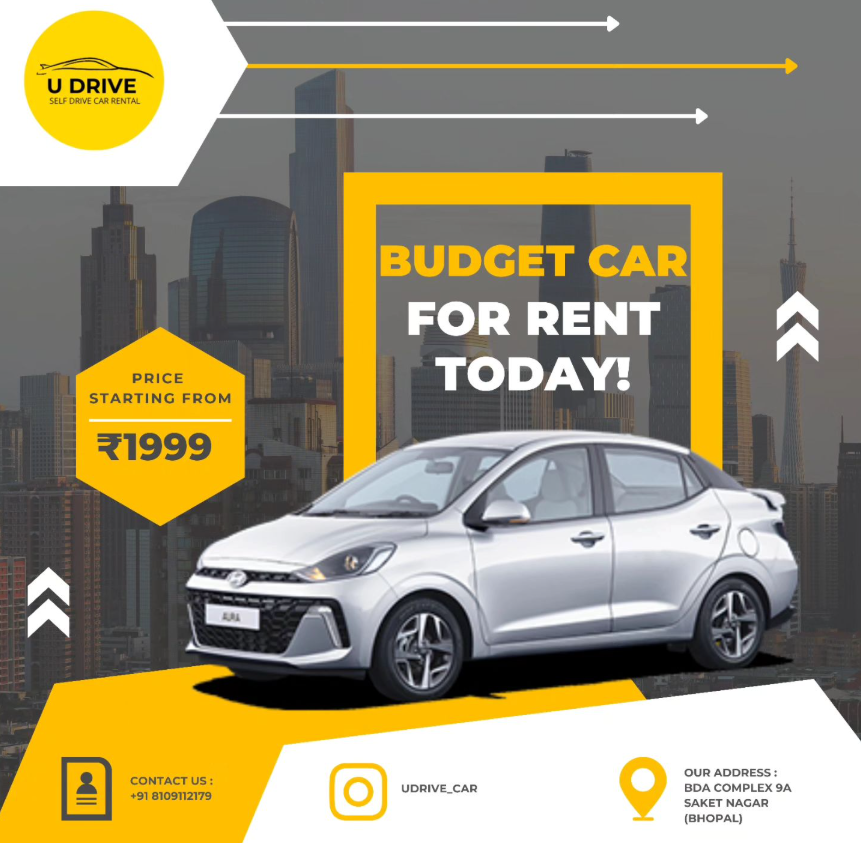 U DRIVE
SELF DRIVE CAR RENTAL
BUDGET CAR
FOR RENT
TODAY!
PRICE
STARTING FROM
₹1999
AURA
CONTACT US :
+91 8109112179
UDRIVE_CAR
OUR ADDRESS :
BDA COMPLEX 9A
SAKET NAGAR
(BHOPAL)